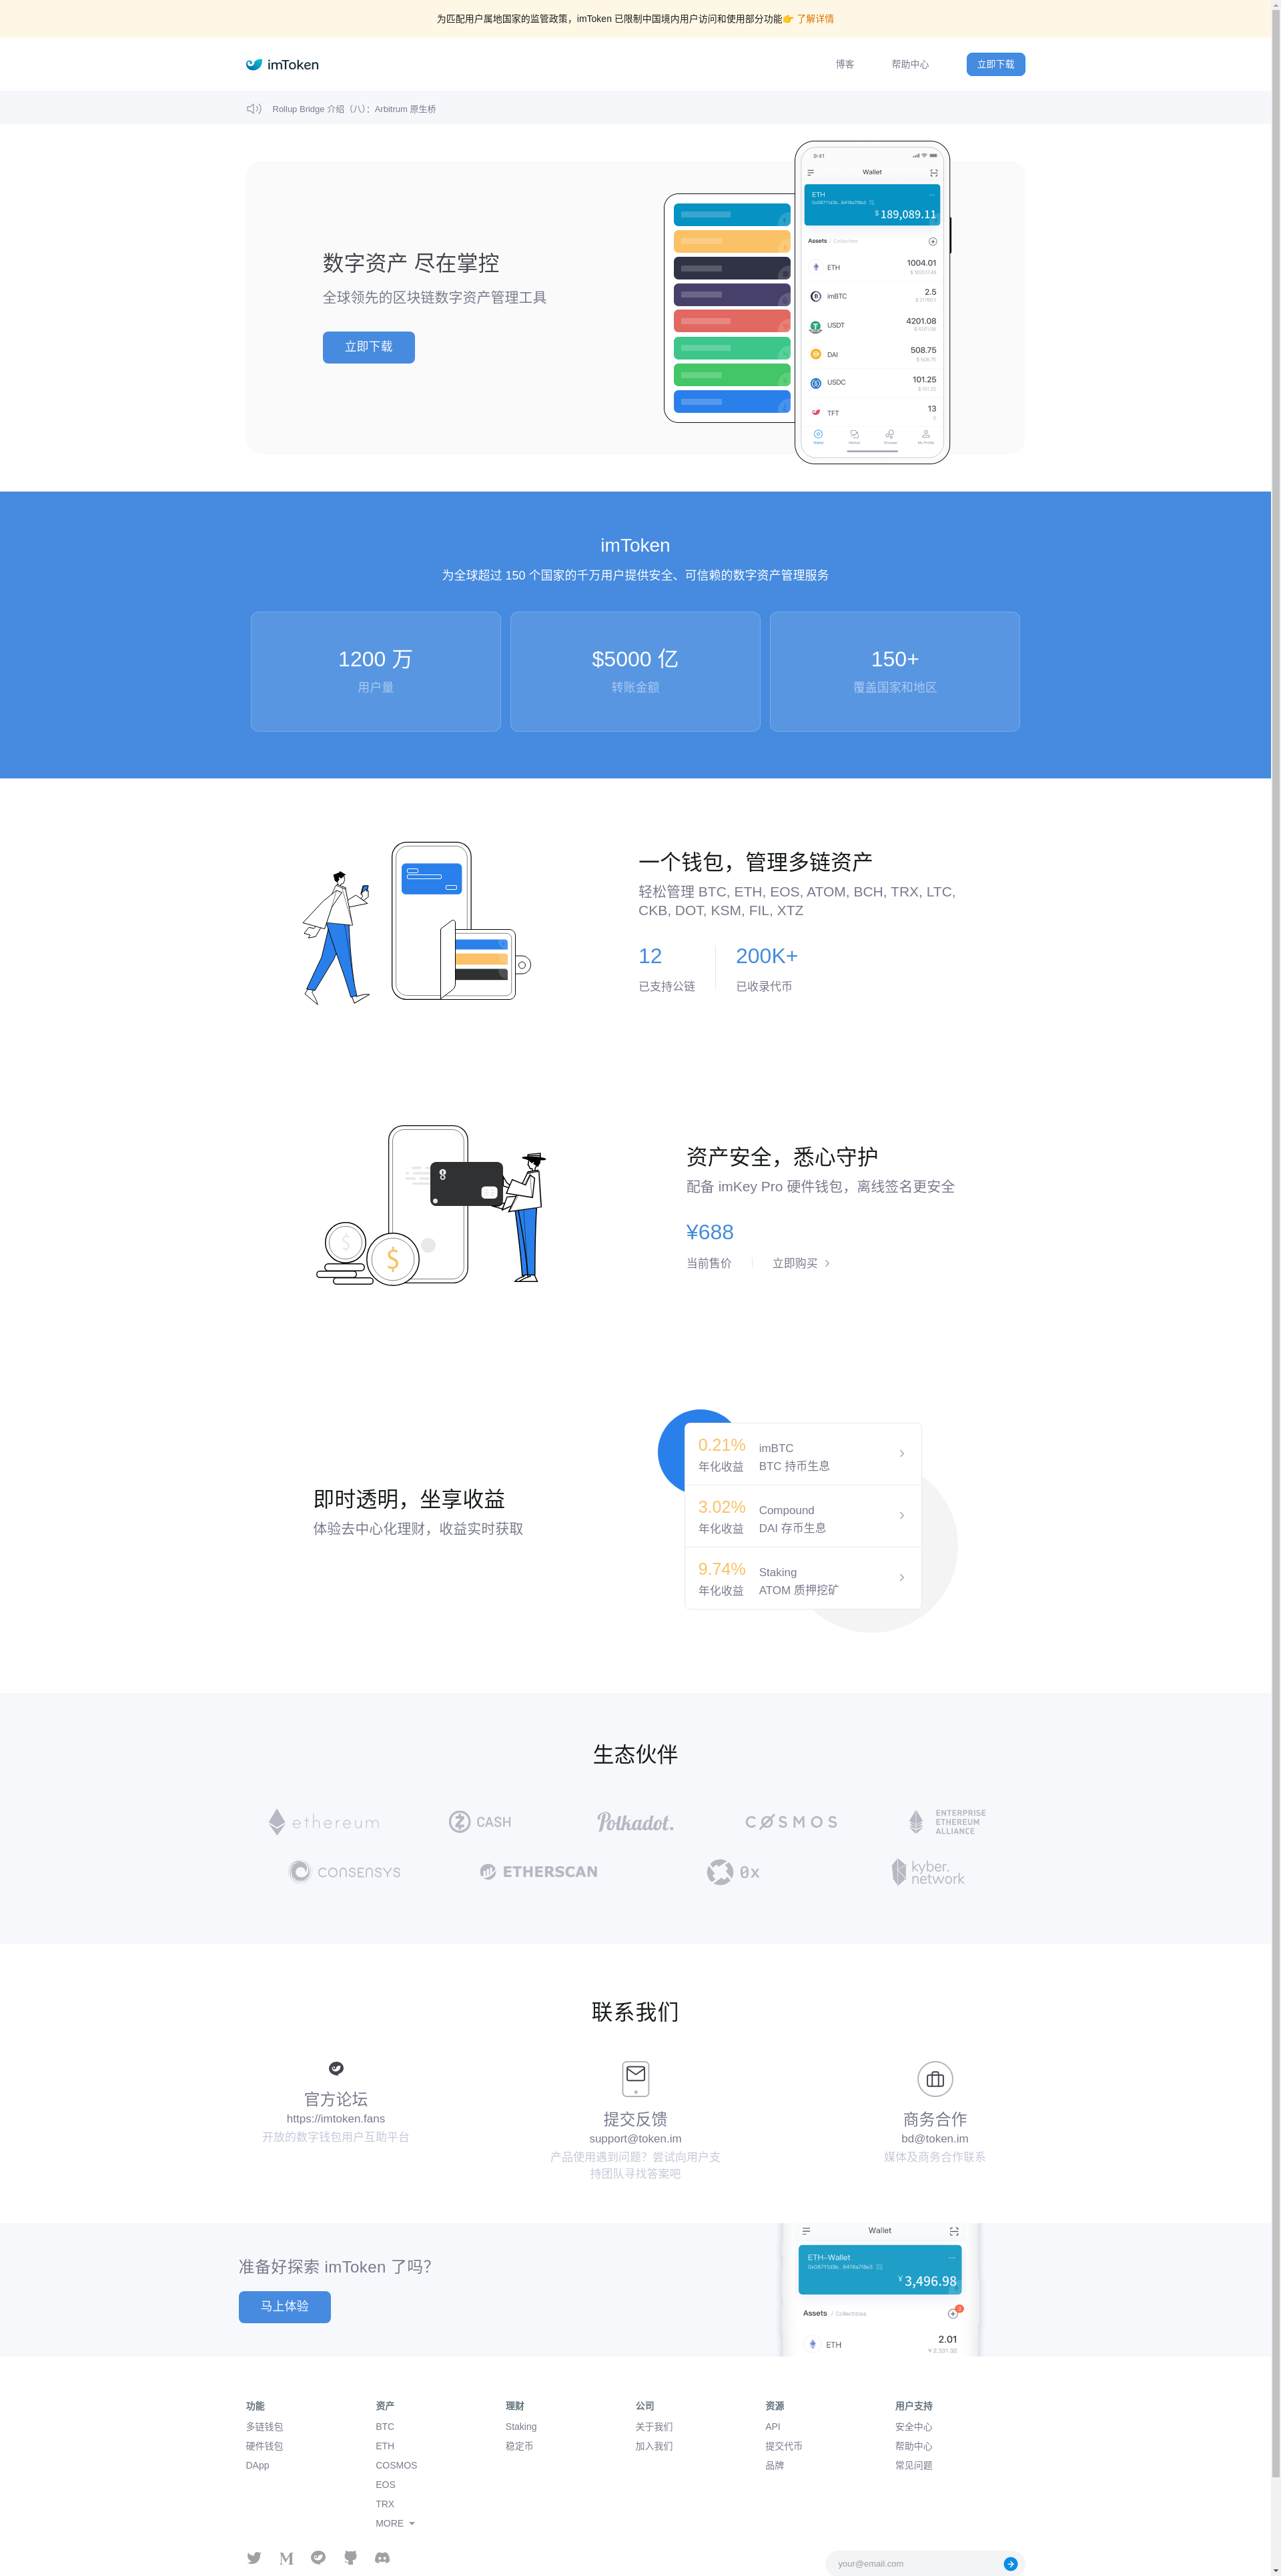 为匹配用户属地国家的监管政策，imToken 已限制中国境内用户访问和使用部分功能👉 了解详情
imToken
博客
帮助中心
立即下载
Rollup Bridge 介绍（八）：Arbitrum 原生桥
数字资产 尽在掌控
全球领先的区块链数字资产管理工具
立即下载
9:41
Wallet
ETH
$ 189,089.11
Assets / Collectibles
ETH
1004.01
imBTC
2.5
USDT
4201.08
$ 4201.08
DAI
508.75
$ 508.75
USDC
101.25
$ 101.25
TFT
13
0
Wallet
Market
Browser
My Profile
imToken
为全球超过 150 个国家的千万用户提供安全、可信赖的数字资产管理服务
1200 万
用户量
$5000 亿
转账金额
150+
覆盖国家和地区
一个钱包，管理多链资产
轻松管理 BTC, ETH, EOS, ATOM, BCH, TRX, LTC,
CKB, DOT, KSM, FIL, XTZ
12
已支持公链
200K+
已收录代币
资产安全，悉心守护
配备 imKey Pro 硬件钱包，离线签名更安全
¥688
当前售价
立即购买
即时透明，坐享收益
体验去中心化理财，收益实时获取
0.21%
年化收益
imBTC
BTC 持币生息
3.02%
年化收益
Compound
DAI 存币生息
9.74%
年化收益
Staking
ATOM 质押挖矿
生态伙伴
ethereum
CASH
Polkadot.
COSMOS
ENTERPRISE
ETHEREUM
ALLIANCE
CONSENSYS
ETHERSCAN
0x
kyber.
network
联系我们
官方论坛
https://imtoken.fans
开放的数字钱包用户互助平台
提交反馈
support@token.im
产品使用遇到问题？尝试向用户支
持团队寻找答案吧
商务合作
bd@token.im
媒体及商务合作联系
准备好探索 imToken 了吗？
马上体验
Wallet
ETH-Wallet
¥ 3,496.98
Assets / Collectibles
ETH
2.01
¥ 2,331.32
功能
多链钱包
硬件钱包
DApp
资产
BTC
ETH
COSMOS
EOS
TRX
MORE
理财
Staking
稳定币
公司
关于我们
加入我们
资源
API
提交代币
品牌
用户支持
安全中心
帮助中心
常见问题
your@email.com